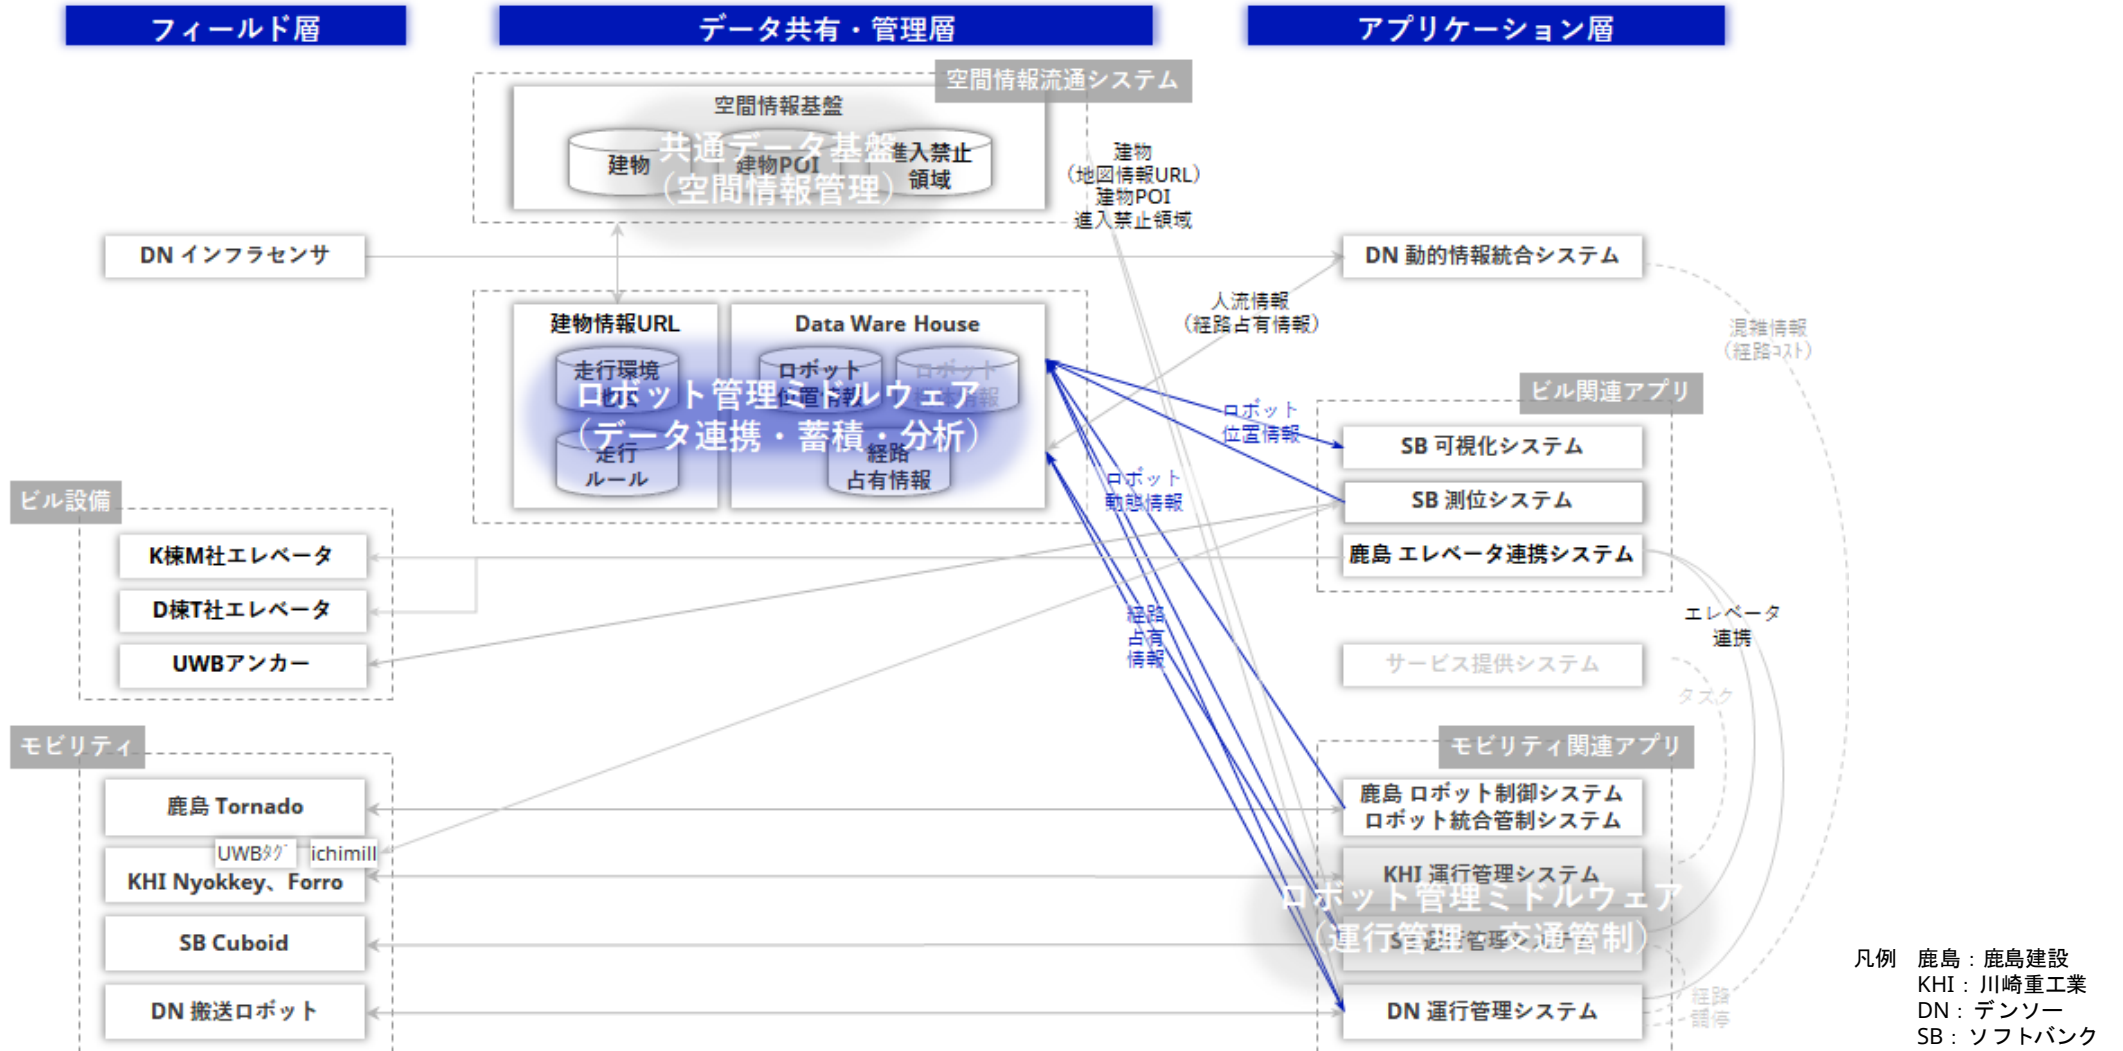 フィールド層
データ共有・管理層
アプリケーション層
空間情報流通システム
空間情報基盤
共通データ基盤
（空間情報管理）
建物
建物POI
進入禁止
領域
建物
（地図情報URL）
建物POI
進入禁止領域
DN インフラセンサ
DN 動的情報統合システム
人流情報
（経路占有情報）
混雑情報
（経路ｺｽﾄ）
建物情報URL
Data Ware House
走行環境
ロボット
位置情報
ロボット
ロボット管理ミドルウェア
（データ連携・蓄積・分析）
走行
ルール
経路
占有情報
ロボット
位置情報
ロボット
動態情報
経路
占有
情報
ビル関連アプリ
SB 可視化システム
SB 測位システム
鹿島 エレベータ連携システム
エレベータ
連携
ビル設備
K棟M社エレベータ
D棟T社エレベータ
UWBアンカー
サービス提供システム
タスク
モビリティ
鹿島 Tornado
UWBﾀｸﾞ
ichimill
KHI Nyokkey、Forro
SB Cuboid
DN 搬送ロボット
モビリティ関連アプリ
鹿島 ロボット制御システム
ロボット統合管制システム
KHI 運行管理システム
ロボット管理ミドルウェア
（運行管理・交通管制）
SB 運行管理システム
DN 運行管理システム
経路
調停
凡例　鹿島：鹿島建設
KHI：川崎重工業
DN：デンソー
SB：ソフトバンク